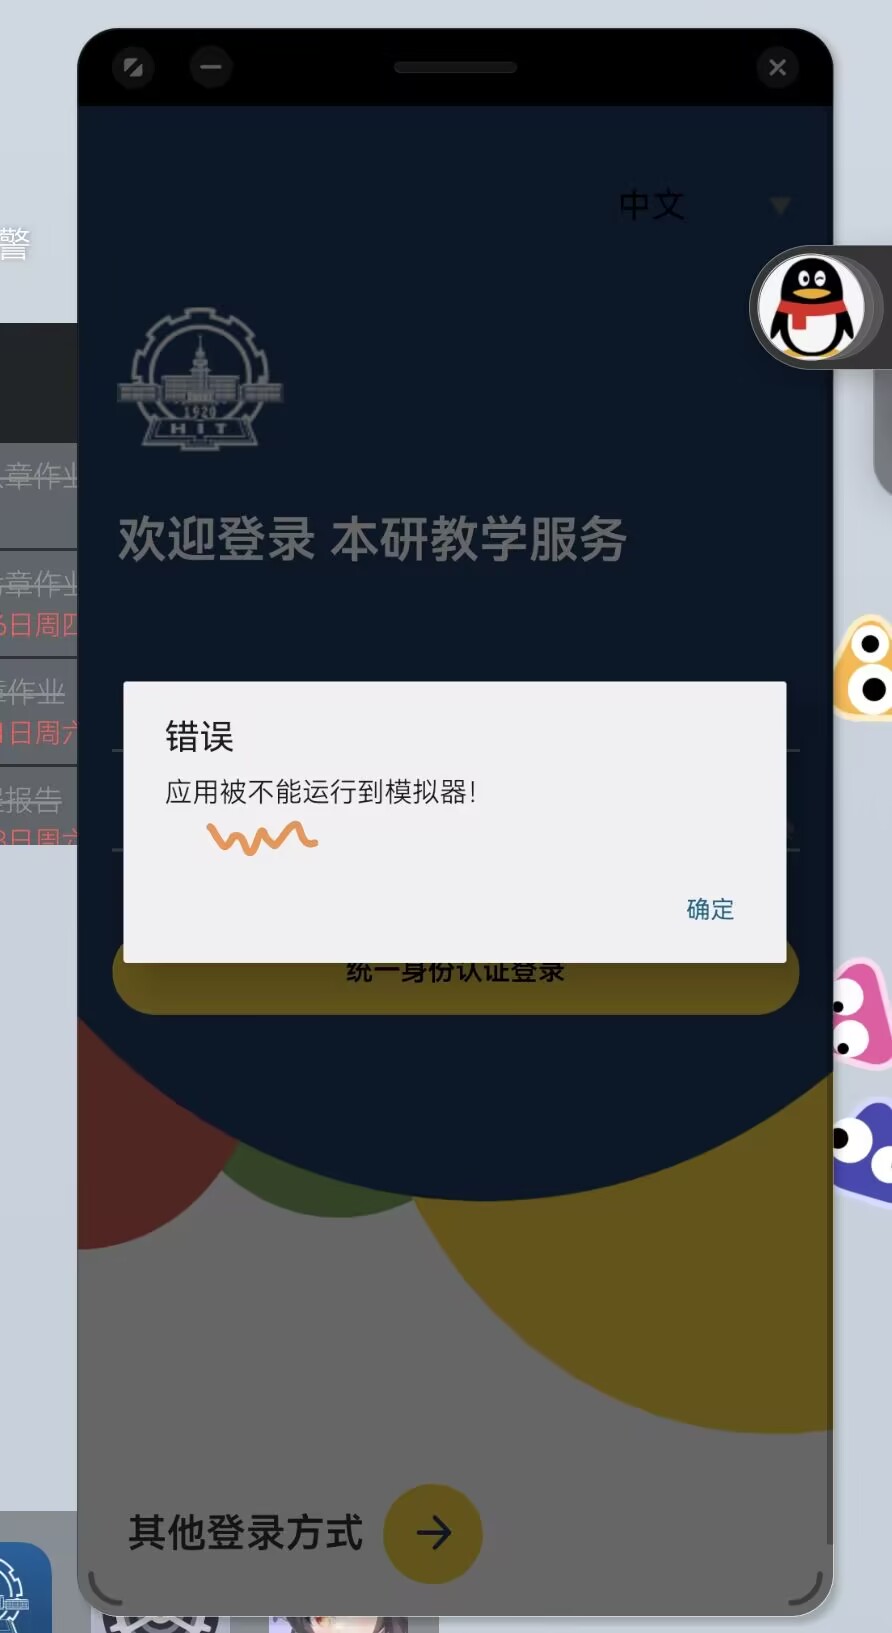 中文
警
1920
HIT
章作业
欢迎登录 本研教学服务
章作业
6日周四
作业
日周六
报告
8日周六
错误
应用被不能运行到模拟器!
确定
统一身份认证登录
其他登录方式